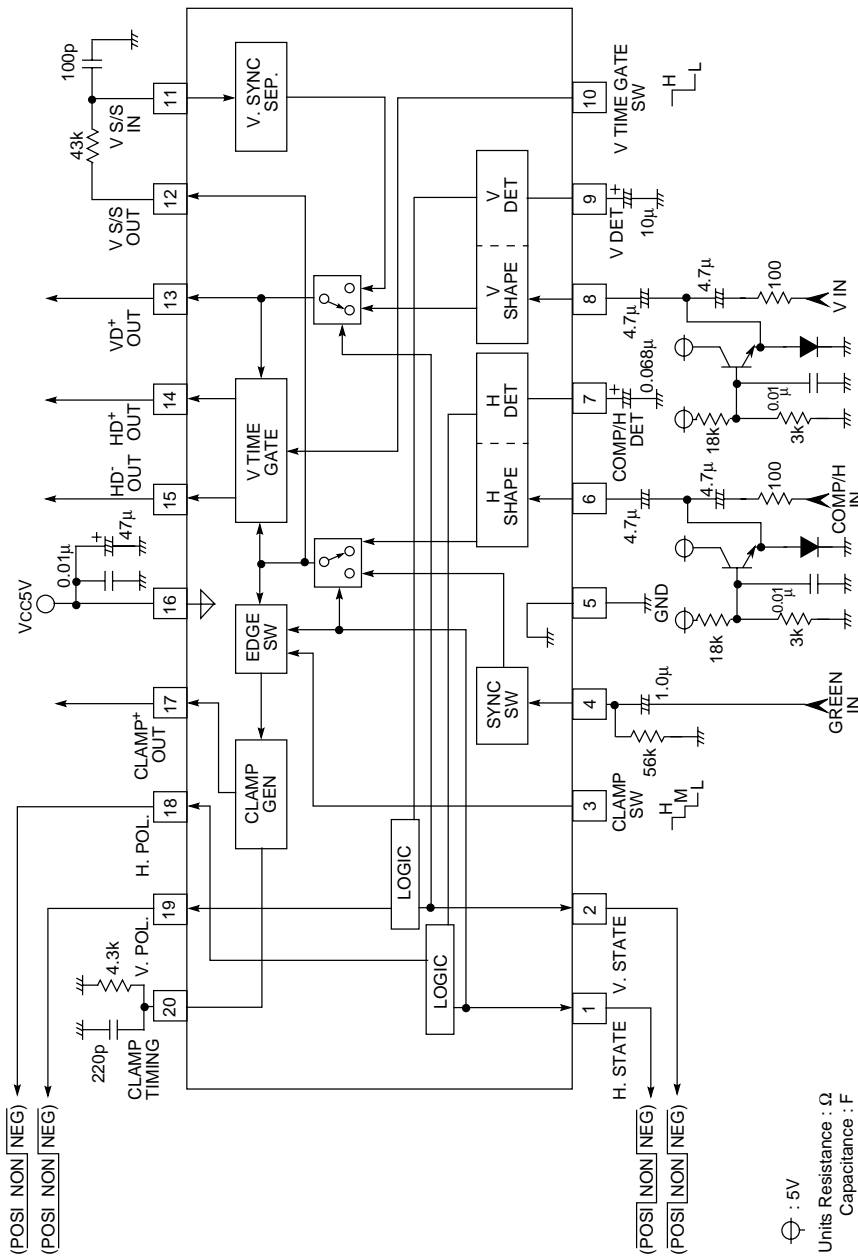 (POSI NON NEG)
(POSI NON NEG)
220p
4.3k
CLAMP
TIMING
V. POL.
H. POL.
CLAMP+
OUT
Vcc5V
0.01µ
47µ
+
HD-
OUT
HD+
OUT
VD+
OUT
V S/S
OUT
43k
V S/S
IN
100p
20
19
18
17
16
15
14
13
12
11
CLAMP
GEN
EDGE
SW
V TIME
GATE
V. SYNC
SEP.
LOGIC
LOGIC
SYNC
SW
H
SHAPE
H
DET
V
SHAPE
V
DET
1
2
3
4
5
6
7
8
9
10
H. STATE
V. STATE
CLAMP
SW
H
M
L
56k
1.0µ
GREEN
IN
GND
4.7µ
4.7µ
100
18k
0.01
µ
3k
COMP/H
IN
COMP/H
DET
+
0.068µ
4.7µ
4.7µ
100
18k
0.01
µ
3k
V IN
V DET
+
10µ
V TIME GATE
SW
H
L
(POSI NON NEG)
(POSI NON NEG)
: 5V
Units Resistance : Ω
Capacitance : F